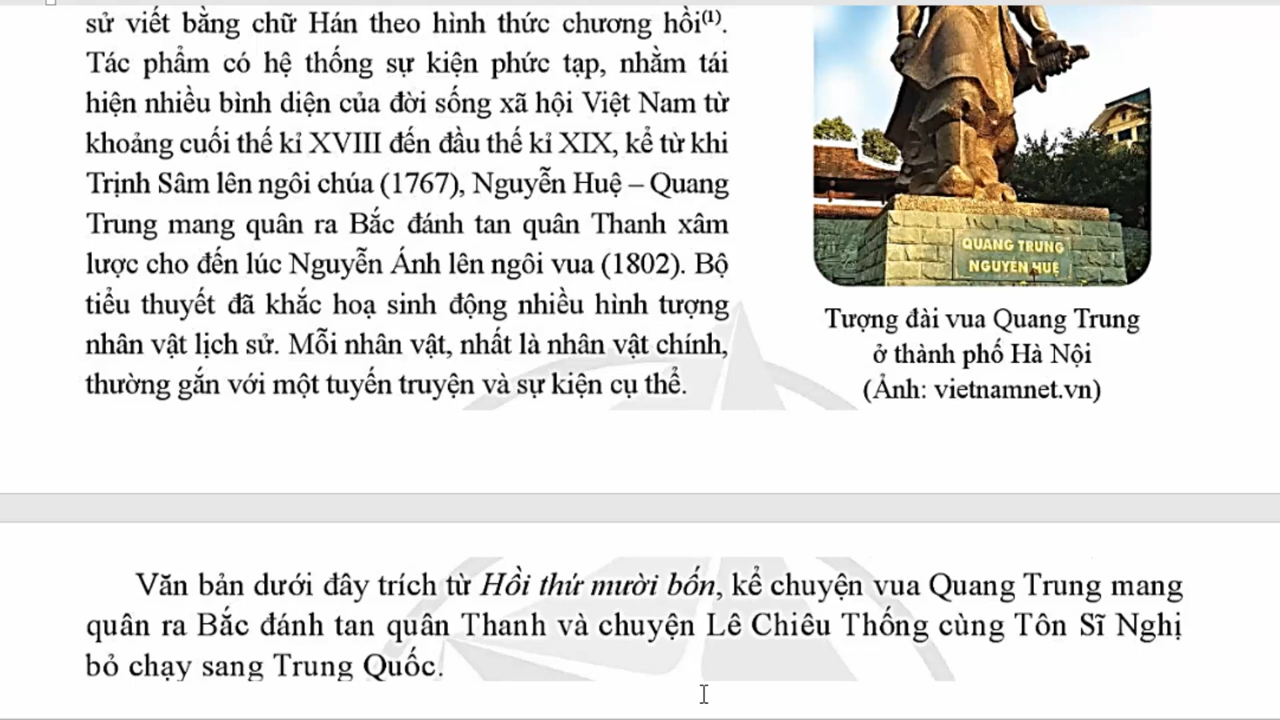 sử viết bằng chữ Hán theo hình thức chương hồi(1).
Tác phẩm có hệ thống sự kiện phức tạp, nhằm tái
hiện nhiều bình diện của đời sống xã hội Việt Nam từ
khoảng cuối thế kỉ XVIII đến đầu thế kỉ XIX, kể từ khi
Trịnh Sâm lên ngôi chúa (1767), Nguyễn Huệ – Quang
Trung mang quân ra Bắc đánh tan quân Thanh xâm
lược cho đến lúc Nguyễn Ánh lên ngôi vua (1802). Bộ
tiểu thuyết đã khắc hoạ sinh động nhiều hình tượng
nhân vật lịch sử. Mỗi nhân vật, nhất là nhân vật chính,
thường gắn với một tuyến truyện và sự kiện cụ thể.
QUANG TRUNG
NGUYỄN HUỆ
Tượng đài vua Quang Trung
ở thành phố Hà Nội
(Ảnh: vietnamnet.vn)
Văn bản dưới đây trích từ Hồi thứ mười bốn, kể chuyện vua Quang Trung mang
quân ra Bắc đánh tan quân Thanh và chuyện Lê Chiêu Thống cùng Tôn Sĩ Nghị
bỏ chạy sang Trung Quốc.